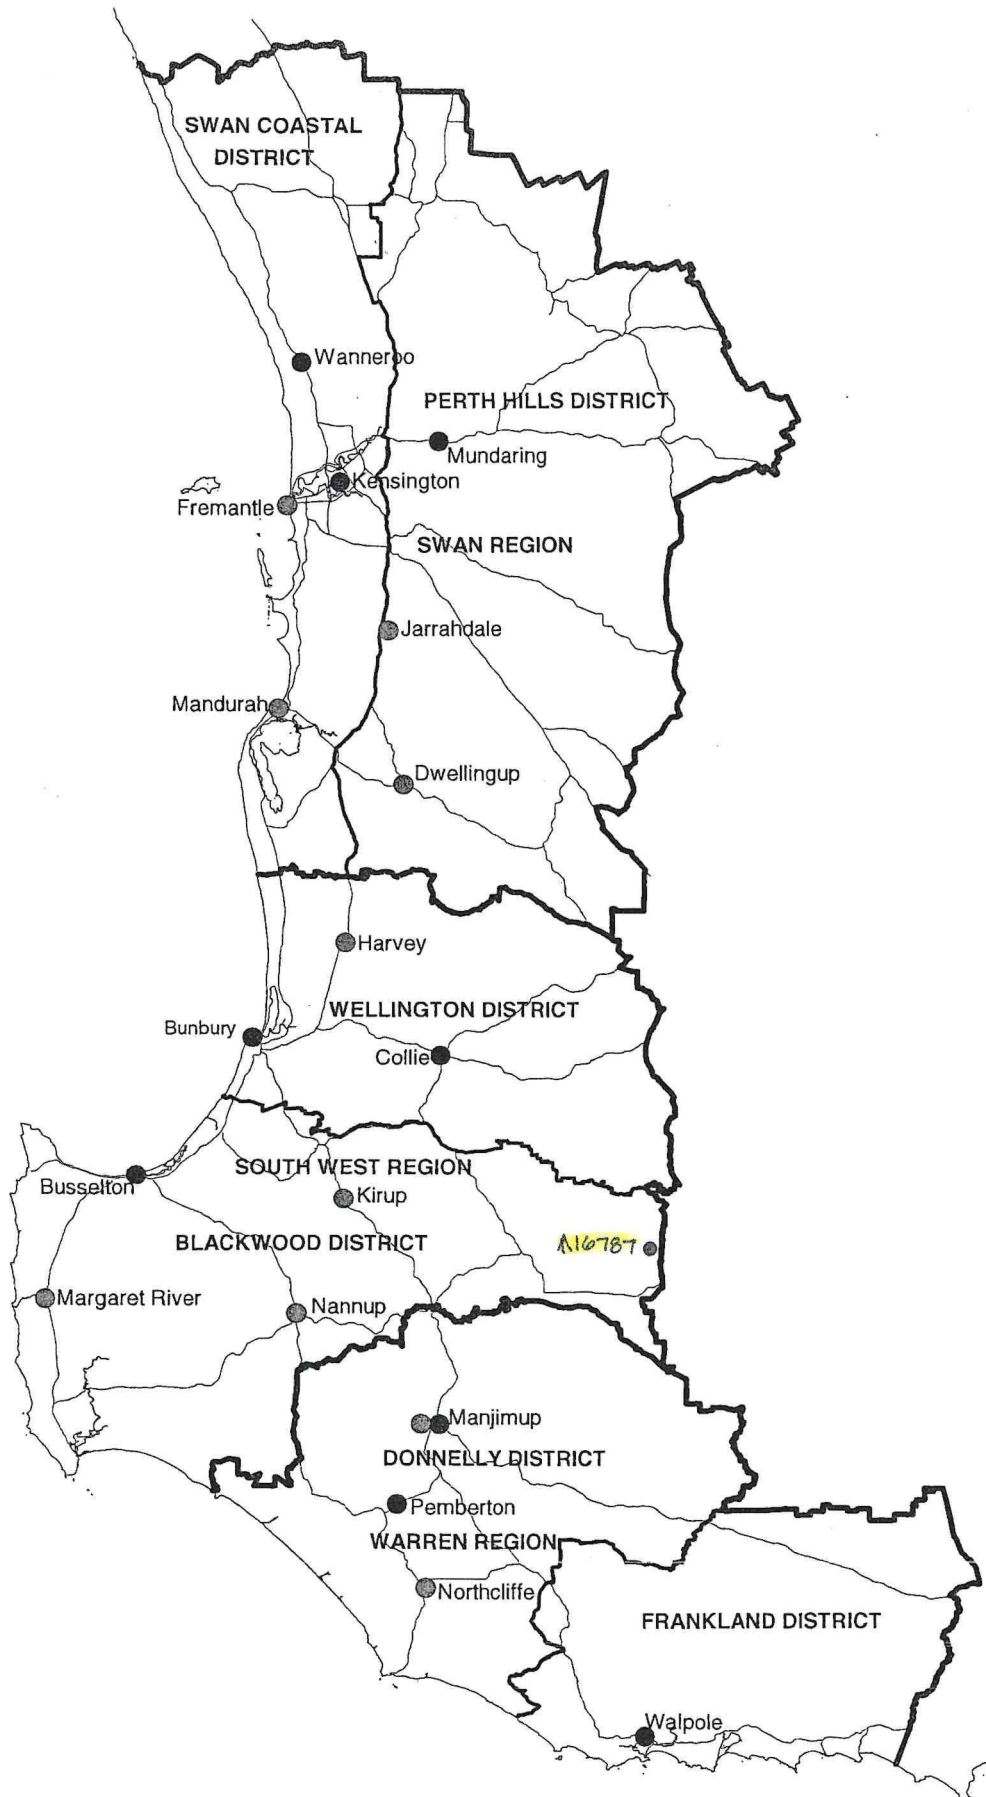 SWAN COASTAL
DISTRICT
Wanneroo
PERTH HILLS DISTRICT
Mundaring
Kensington
Fremantle
SWAN REGION
Jarrahdale
Mandurah
Dwellingup
Harvey
WELLINGTON DISTRICT
Bunbury
Collie
SOUTH WEST REGION
Busselton
Kirup
BLACKWOOD DISTRICT
A16787
Margaret River
Nannup
Manjimup
DONNELLY DISTRICT
Pemberton
WARREN REGION
Northcliffe
FRANKLAND DISTRICT
Walpole